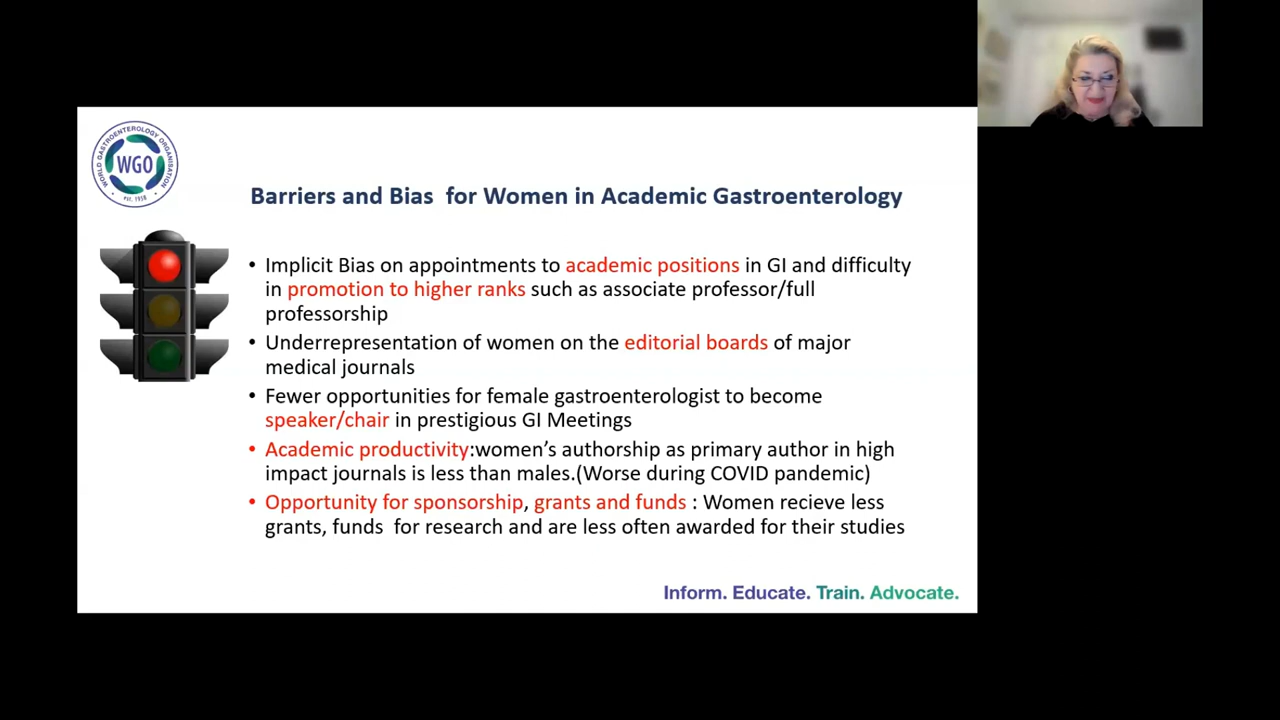 WORLD GASTROENTEROLOGY ORGANISATION
WGO
est. 1958
Barriers and Bias for Women in Academic Gastroenterology
• Implicit Bias on appointments to academic positions in GI and difficulty
in promotion to higher ranks such as associate professor/full
professorship
• Underrepresentation of women on the editorial boards of major
medical journals
• Fewer opportunities for female gastroenterologist to become
speaker/chair in prestigious GI Meetings
• Academic productivity:women’s authorship as primary author in high
impact journals is less than males.(Worse during COVID pandemic)
• Opportunity for sponsorship, grants and funds : Women recieve less
grants, funds for research and are less often awarded for their studies
Inform. Educate. Train. Advocate.